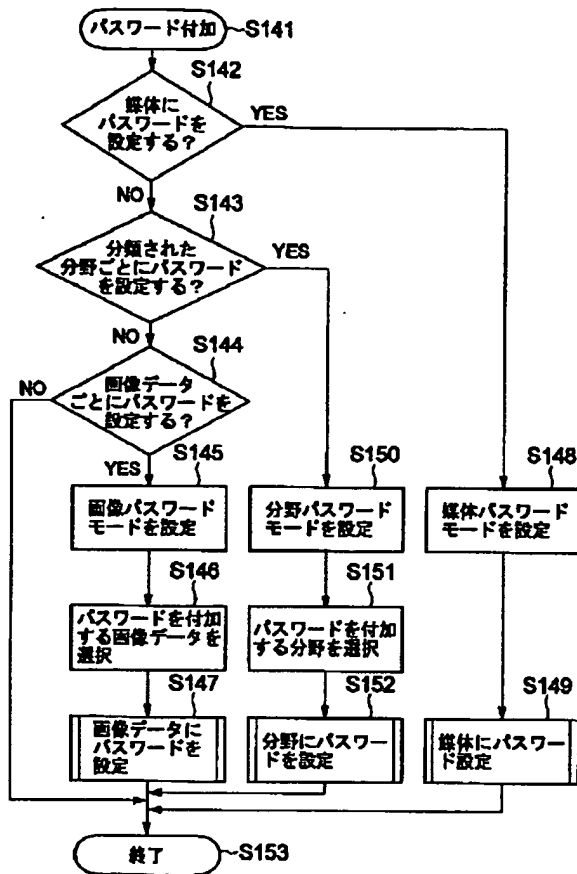 パスワード付加
S141
S142
媒体に
パスワードを
設定する？
YES
NO
S143
分類された
分野ごとにパスワード
を設定する？
YES
NO
S144
画像データ
ごとにパスワードを
設定する？
NO
YES
S145
画像パスワード
モードを設定
S150
分野パスワード
モードを設定
S148
媒体パスワード
モードを設定
S146
パスワードを付加
する画像データを
選択
S151
パスワードを付加
する分野を選択
S147
画像データに
パスワードを
設定
S152
分野にパスワー
ドを設定
S149
媒体にパスワー
ド設定
終了
S153